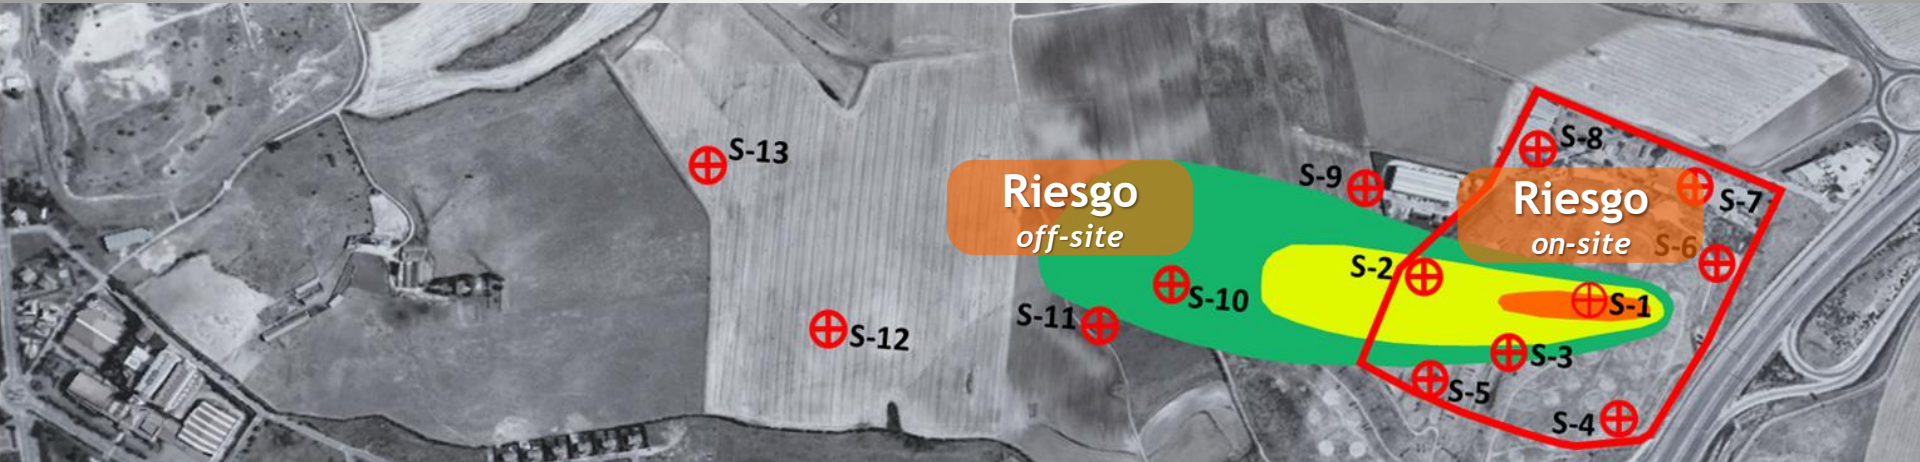 S-8
S-13
S-9
Riesgo
off-site
Riesgo
on-site
S-7
S-6
S-2
S-10
S-1
S-11
S-12
S-3
S-5
S-4